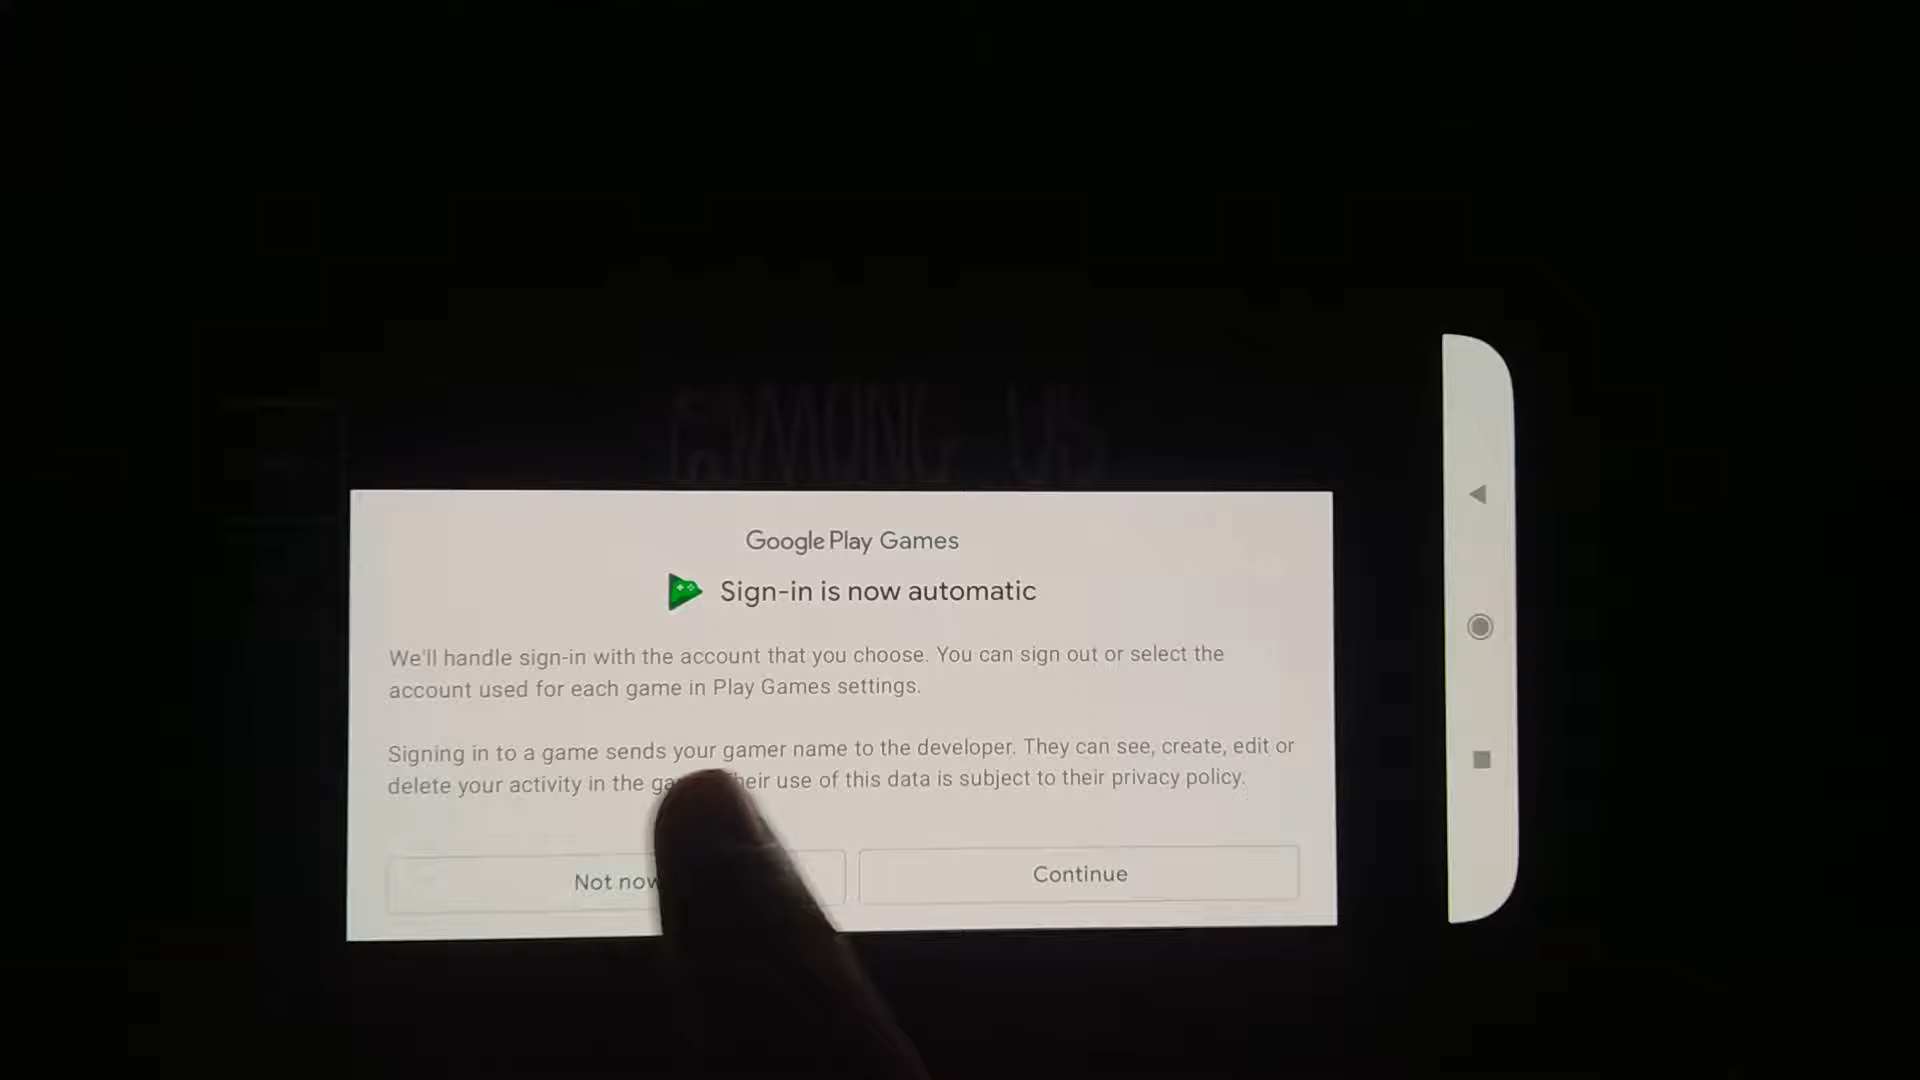 AMONG US
Google Play Games
Sign-in is now automatic
We'll handle sign-in with the account that you choose. You can sign out or select the
account used for each game in Play Games settings.
Signing in to a game sends your gamer name to the developer. They can see, create, edit or
delete your activity in the use of this data is subject to their privacy policy.
Not now
Continue